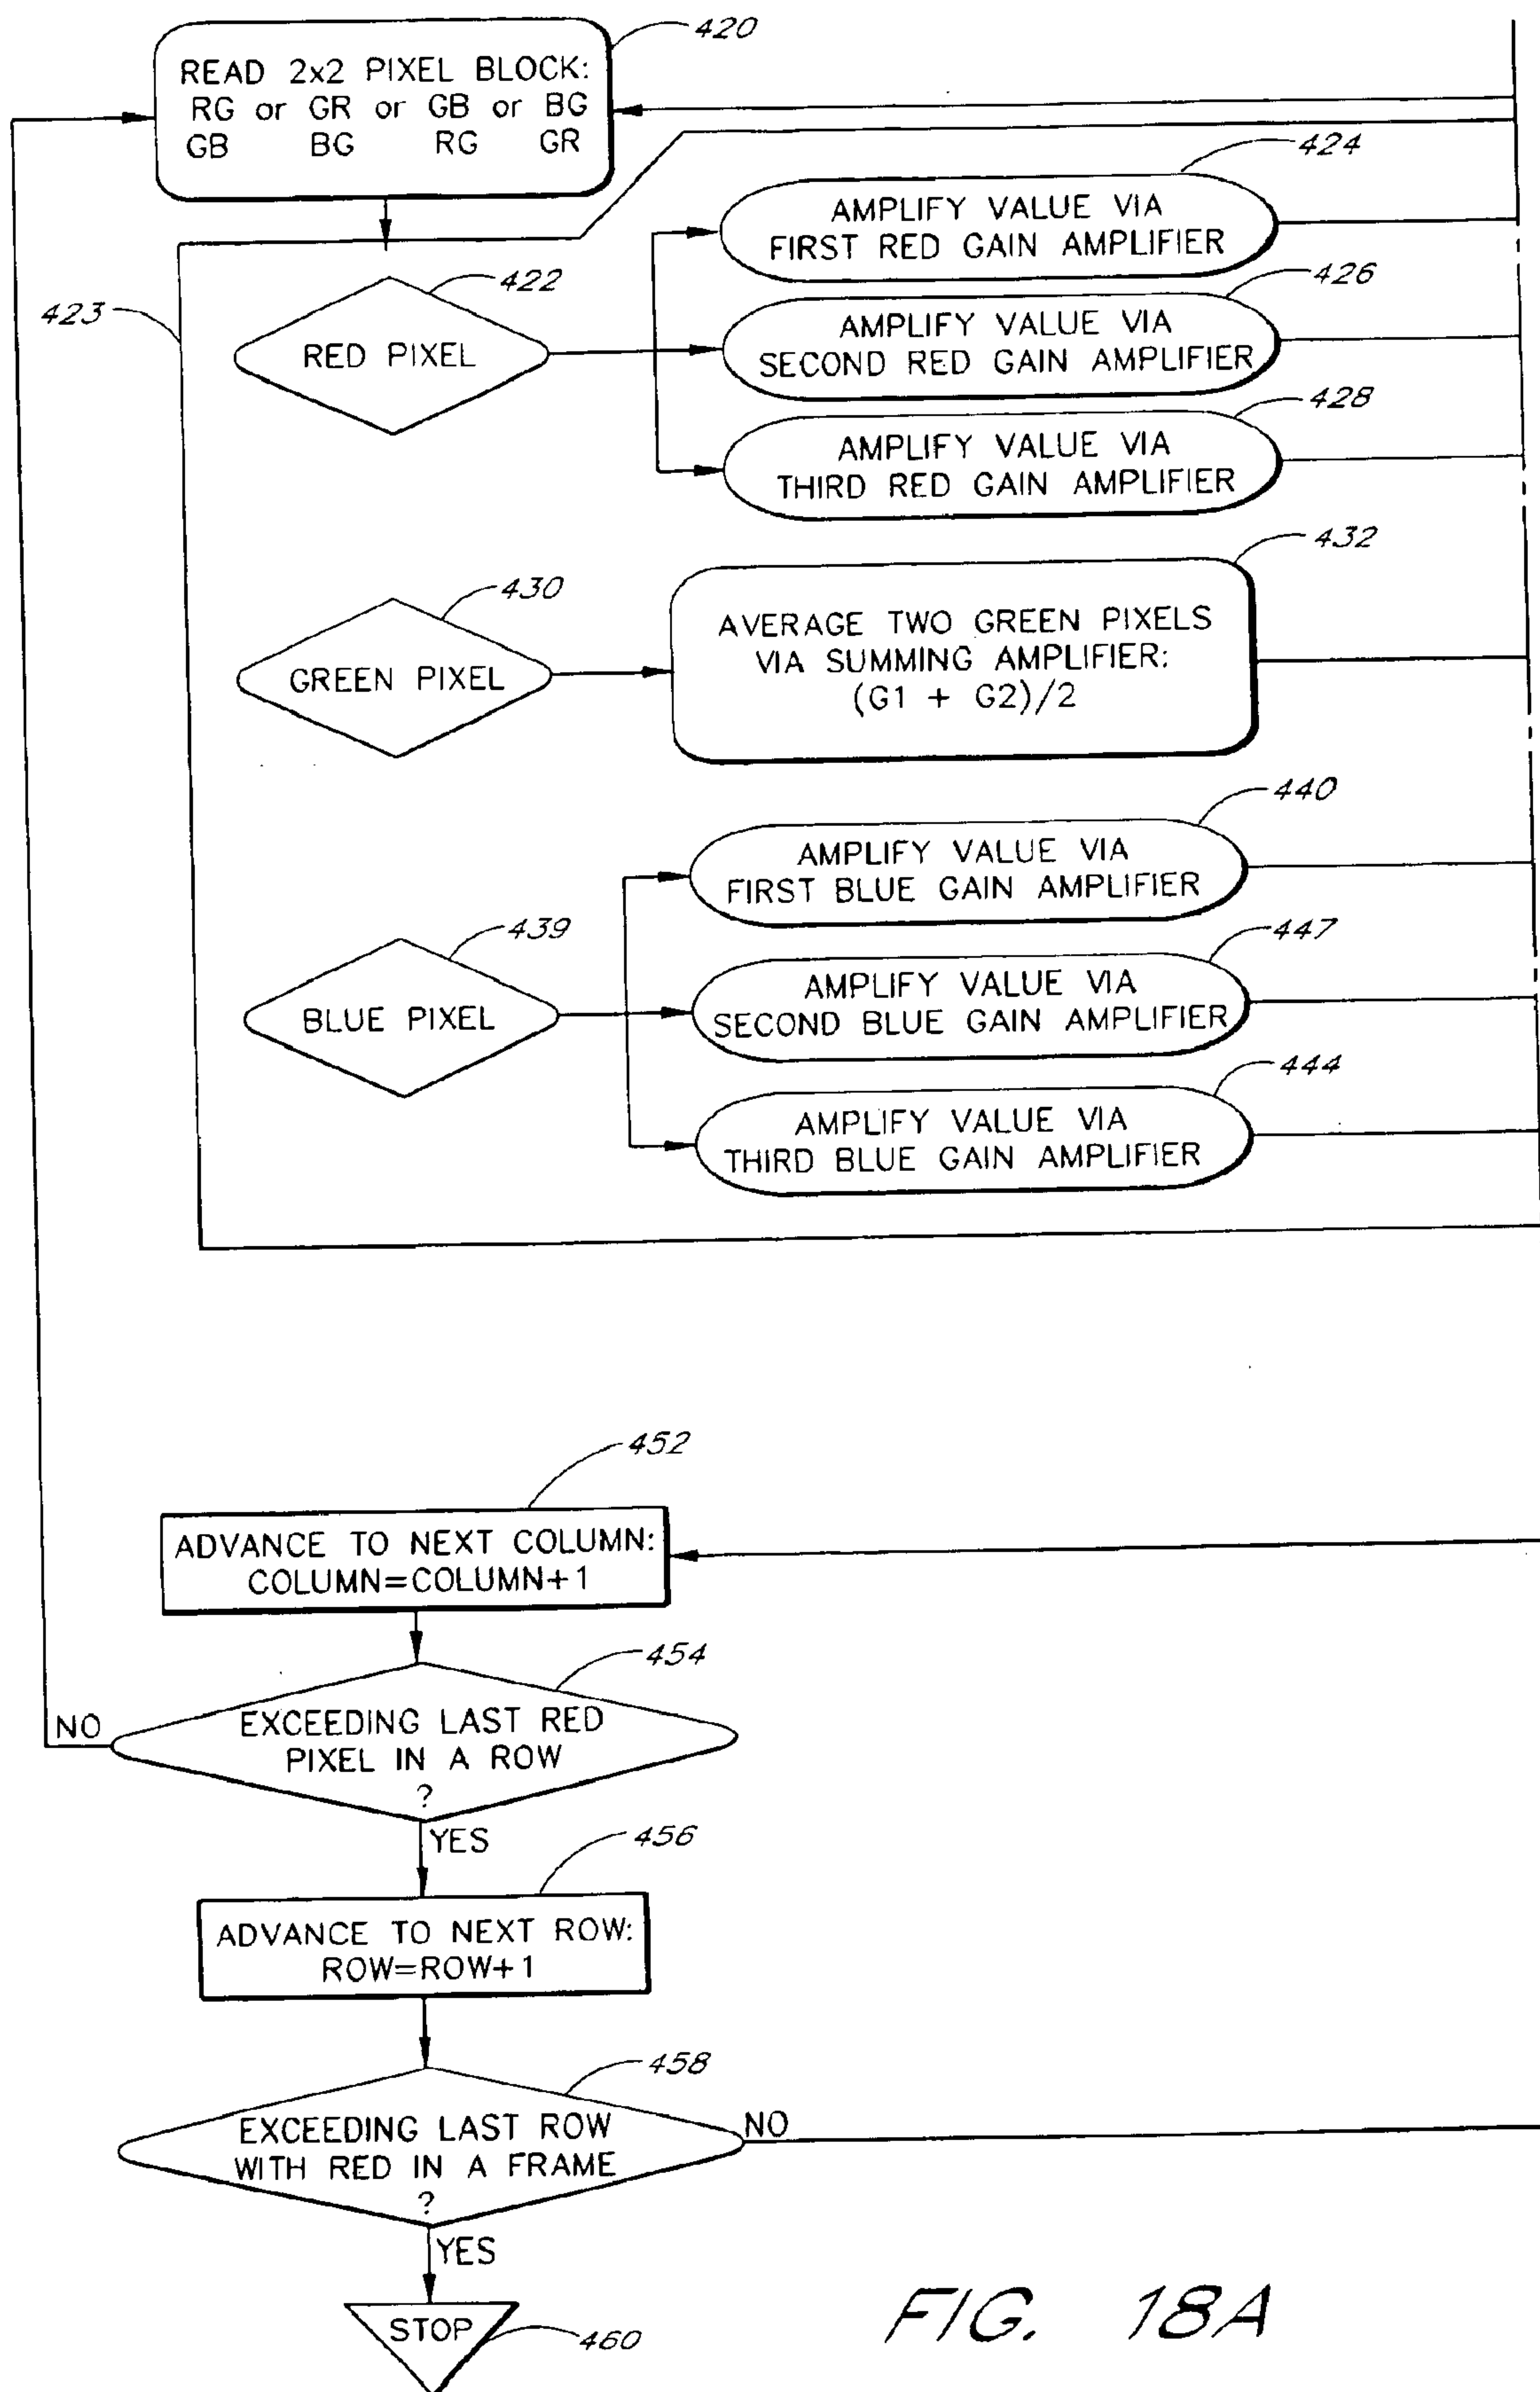 420
READ 2x2 PIXEL BLOCK:
RG or GR or GB or BG
GB BG RG GR
424
AMPLIFY VALUE VIA
FIRST RED GAIN AMPLIFIER
422
423
RED PIXEL
426
AMPLIFY VALUE VIA
SECOND RED GAIN AMPLIFIER
428
AMPLIFY VALUE VIA
THIRD RED GAIN AMPLIFIER
430
GREEN PIXEL
432
AVERAGE TWO GREEN PIXELS
VIA SUMMING AMPLIFIER:
(G1 + G2)/2
440
AMPLIFY VALUE VIA
FIRST BLUE GAIN AMPLIFIER
439
BLUE PIXEL
447
AMPLIFY VALUE VIA
SECOND BLUE GAIN AMPLIFIER
444
AMPLIFY VALUE VIA
THIRD BLUE GAIN AMPLIFIER
452
ADVANCE TO NEXT COLUMN:
COLUMN=COLUMN+1
454
NO
EXCEEDING LAST RED
PIXEL IN A ROW
?
YES
456
ADVANCE TO NEXT ROW:
ROW=ROW+1
458
EXCEEDING LAST ROW
WITH RED IN A FRAME
?
NO
YES
STOP
460
FIG. 18A